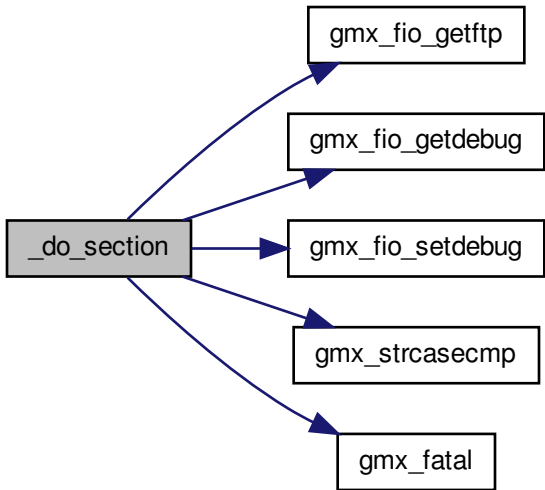 gmx_fio_getftp
gmx_fio_getdebug
_do_section
gmx_fio_setdebug
gmx_strcasecmp
gmx_fatal